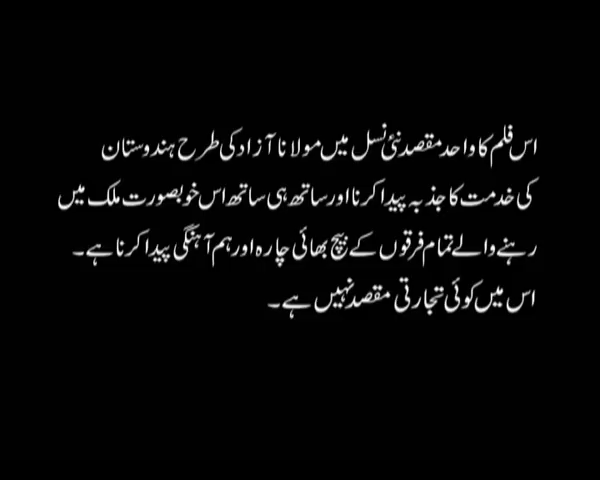 اس فلم کا واحد مقصد نئی نسل میں مولانا آزاد کی طرح ہندوستان
کی خدمت کا جذبہ پیدا کرنا اور ساتھ ہی ساتھ اس خوبصورت ملک میں
رہنے والے تمام فرقوں کے بیچ بھائی چارہ اور ہم آہنگی پیدا کرنا ہے۔
اس میں کوئی تجارتی مقصد نہیں ہے۔